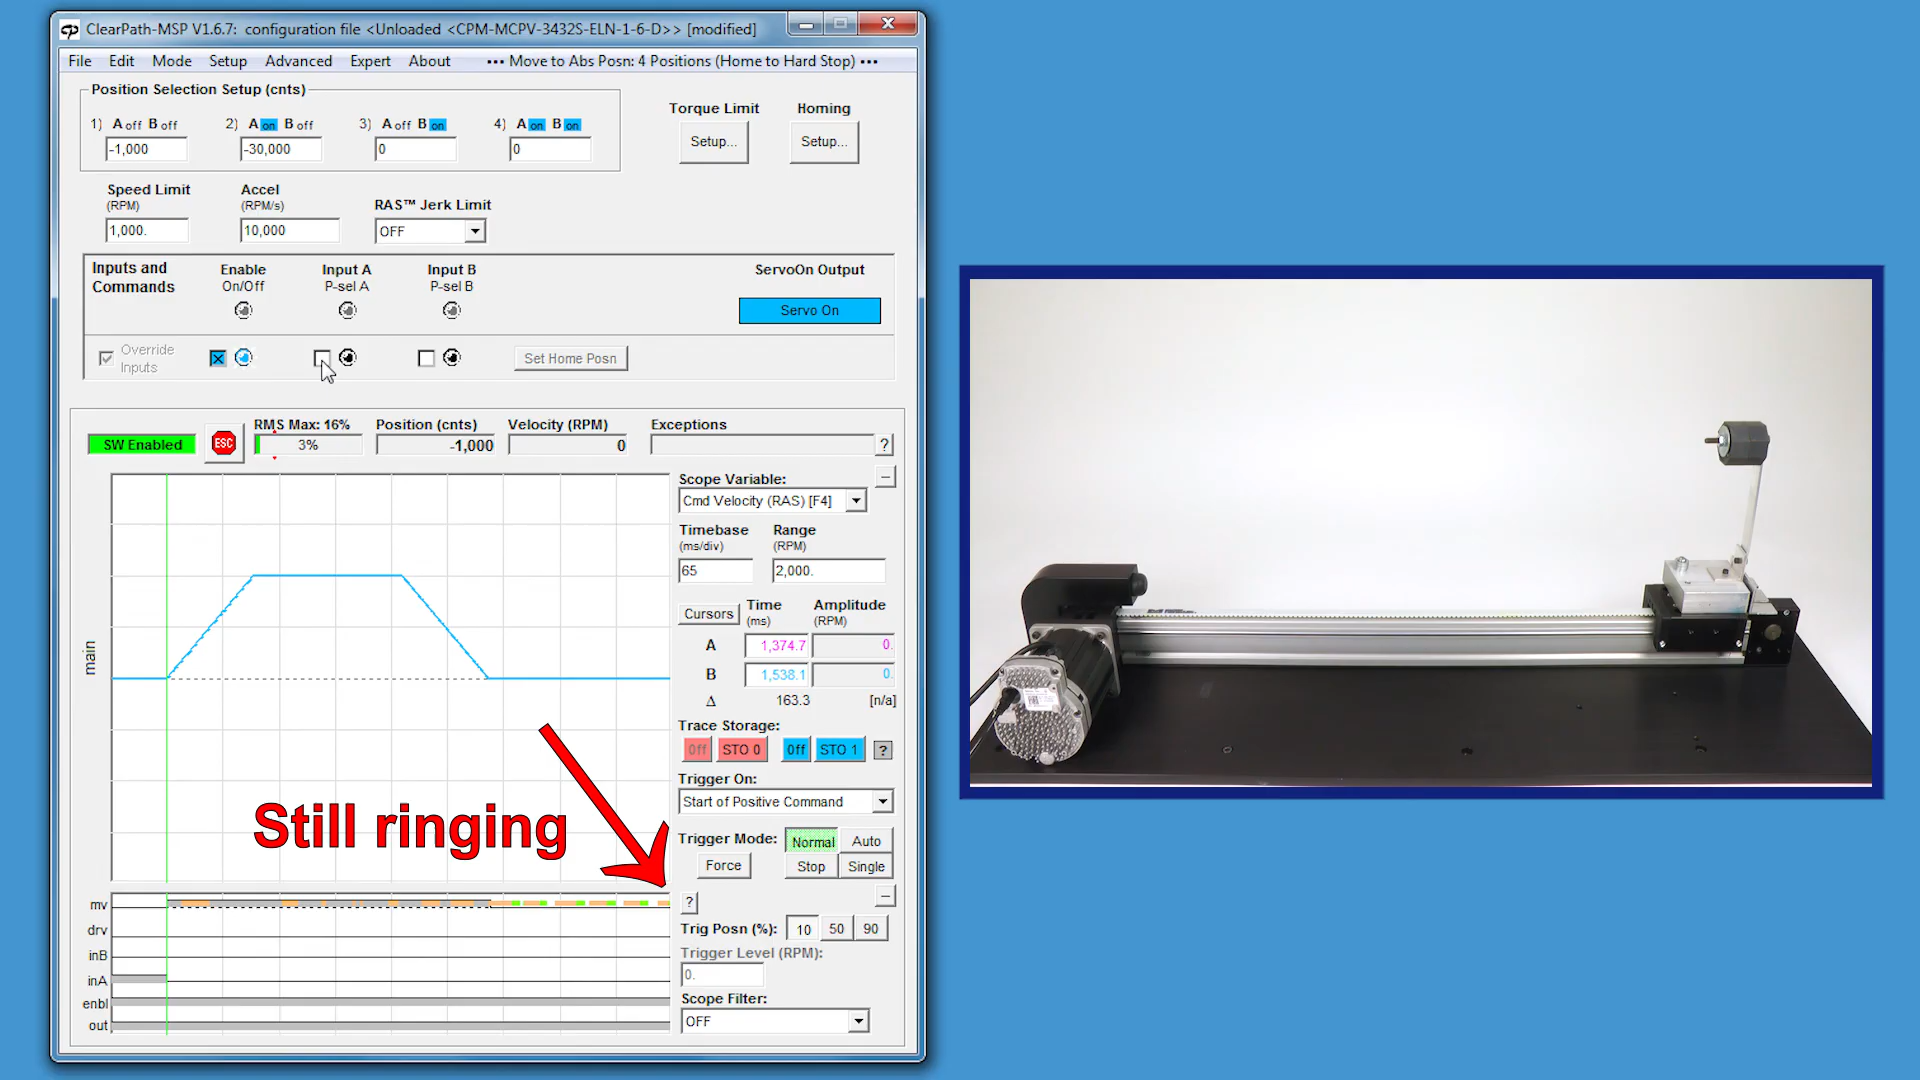 ClearPath-MSP V1.6.7: configuration file <Unloaded <CPM-MCPV-3432S-ELN-1-6-D>> [modified]
File Edit Mode Setup Advanced Expert About ••• Move to Abs Posn: 4 Positions (Home to Hard Stop) •••
Position Selection Setup (cnts)
1) A off B off 2) A on B off 3) A off B on 4) A on B on
-1,000 -30,000 0 0
Torque Limit Homing
Setup... Setup...
Speed Limit (RPM) Accel (RPM/s) RAS™ Jerk Limit
1,000. 10,000 OFF
Inputs and Commands
Enable On/Off
Input A P-sel A
Input B P-sel B
ServoOn Output
Servo On
Override Inputs
Set Home Posn
SW Enabled
ESC
RMS Max: 16% Position (cnts) Velocity (RPM) Exceptions
3% -1,000 0 ?
Scope Variable:
Cmd Velocity (RAS) [F4]
Timebase (ms/div) Range (RPM)
65 2,000.
Cursors Time (ms) Amplitude (RPM)
A 1,374.7 0.
B 1,538.1 0.
Δ 163.3 [n/a]
Trace Storage:
Off STO 0 Off STO 1 ?
Trigger On:
Start of Positive Command
Trigger Mode: Normal Auto
Force Stop Single
?
Trig Posn (%): 10 50 90
Trigger Level (RPM):
0.
Scope Filter:
OFF
main
Still ringing
mv
drv
inB
inA
enbl
out